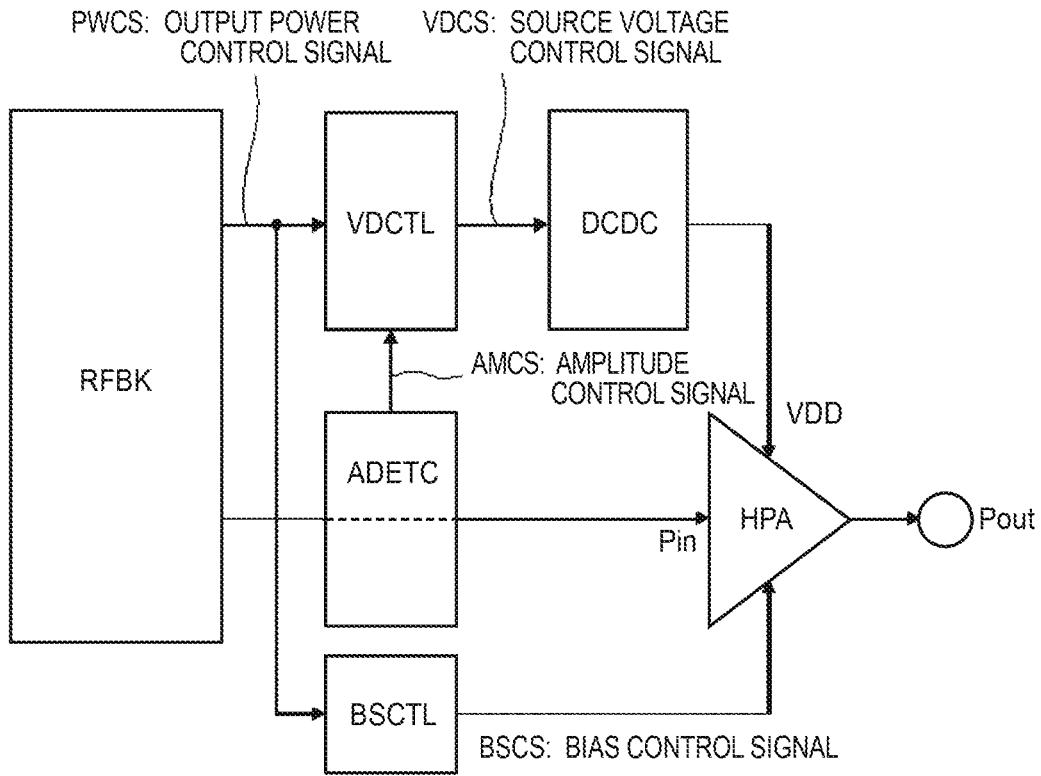 PWCS: OUTPUT POWER
CONTROL SIGNAL
VDCS: SOURCE VOLTAGE
CONTROL SIGNAL
VDCTL
DCDC
RFBK
AMCS: AMPLITUDE
CONTROL SIGNAL
VDD
ADETC
HPA
Pin
Pout
BSCTL
BSCS: BIAS CONTROL SIGNAL